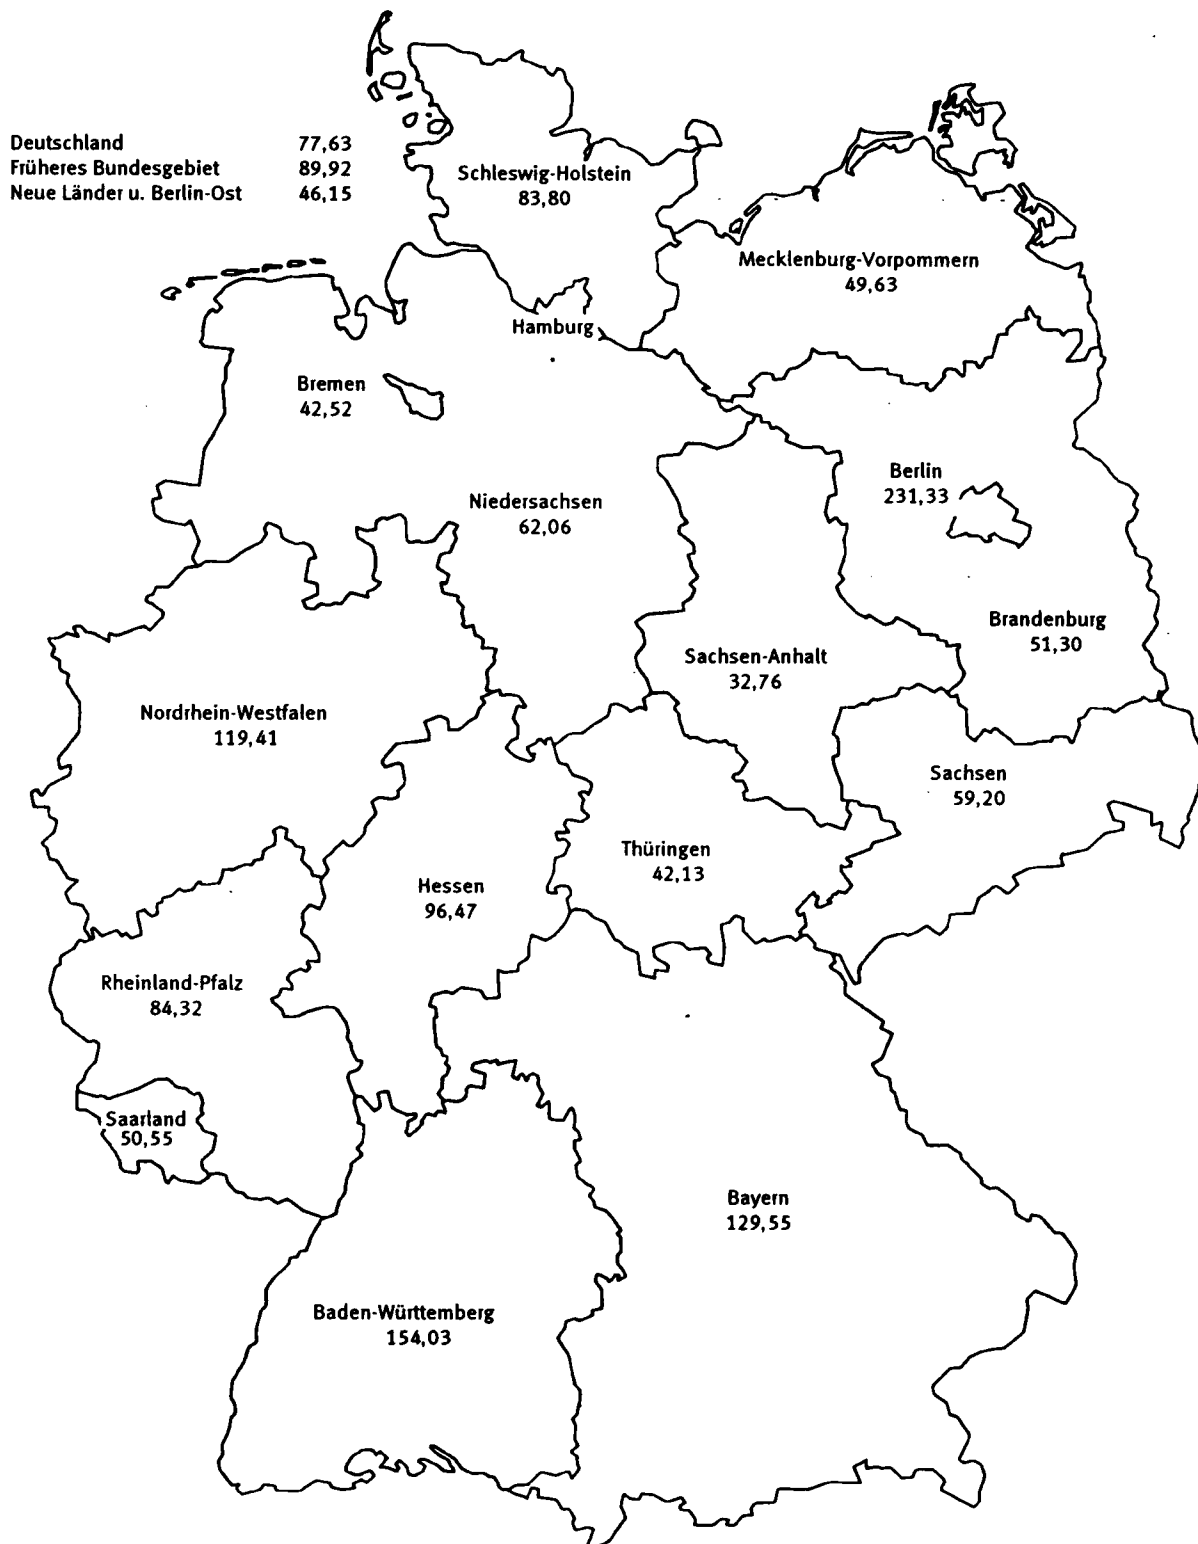 Deutschland 77,63
Früheres Bundesgebiet 89,92
Neue Länder u. Berlin-Ost 46,15
Schleswig-Holstein
83,80
Mecklenburg-Vorpommern
49,63
Hamburg
Bremen
42,52
Berlin
231,33
Niedersachsen
62,06
Brandenburg
51,30
Sachsen-Anhalt
32,76
Nordrhein-Westfalen
119,41
Sachsen
59,20
Thüringen
42,13
Hessen
96,47
Rheinland-Pfalz
84,32
Saarland
50,55
Bayern
129,55
Baden-Württemberg
154,03